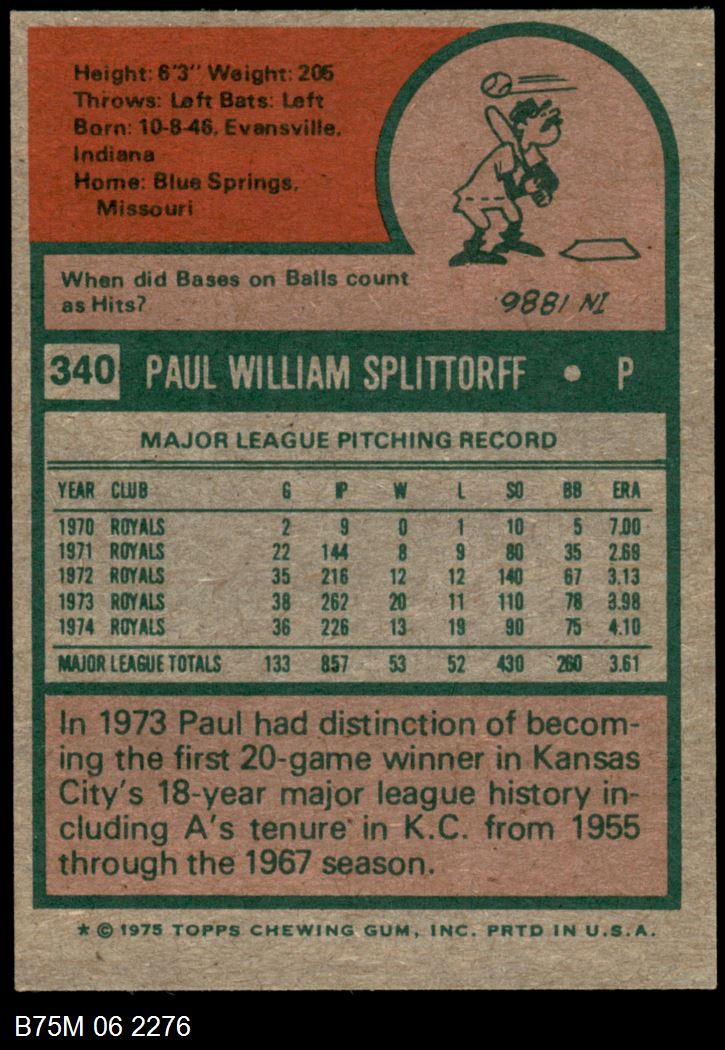 Height: 6'3" Weight: 205
Throws: Left Bats: Left
Born: 10-8-46, Evansville,
Indiana
Home: Blue Springs,
Missouri
When did Bases on Balls count
as Hits?
IN 1886.
340 PAUL WILLIAM SPLITTORFF • P
MAJOR LEAGUE PITCHING RECORD
YEAR CLUB G IP W L SO BB ERA
1970 ROYALS 2 9 0 1 10 5 7.00
1971 ROYALS 22 144 8 9 80 35 2.69
1972 ROYALS 35 216 12 12 140 67 3.13
1973 ROYALS 38 262 20 11 110 78 3.98
1974 ROYALS 36 226 13 19 90 75 4.10
MAJOR LEAGUE TOTALS 133 857 53 52 430 260 3.61
In 1973 Paul had distinction of becom-
ing the first 20-game winner in Kansas
City's 18-year major league history in-
cluding A's tenure in K.C. from 1955
through the 1967 season.
* © 1975 TOPPS CHEWING GUM, INC. PRTD IN U.S.A.
B75M 06 2276